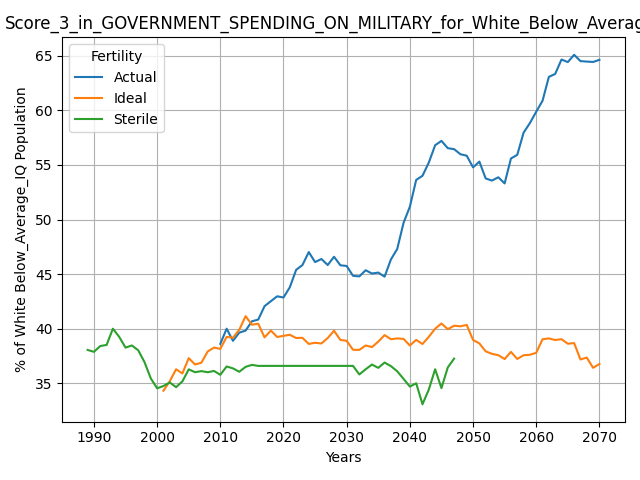 Score_3_in_GOVERNMENT_SPENDING_ON_MILITARY_for_White_Below_Averag
Fertility
Actual
Ideal
Sterile
% of White Below_Average_IQ Population
65
60
55
50
45
40
35
1990 2000 2010 2020 2030 2040 2050 2060 2070
Years